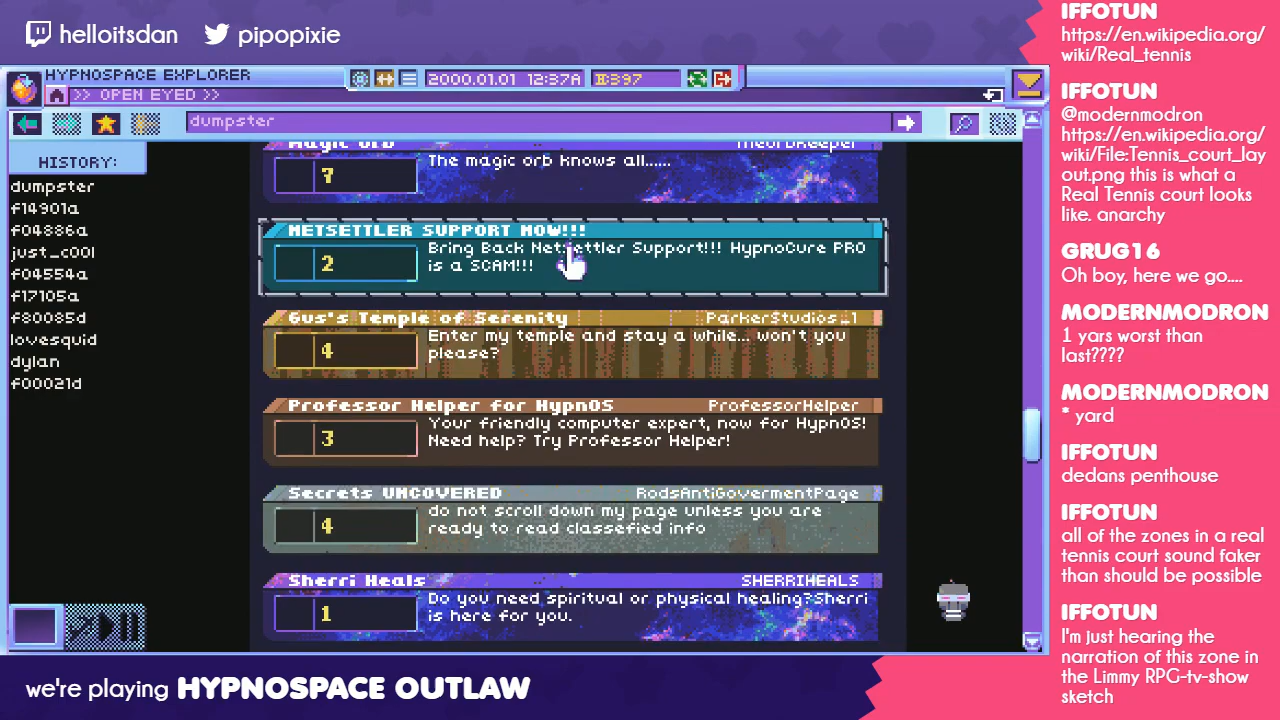 helloitsdan
pipopixie
HYPNOSPACE EXPLORER
2000.01.01 12:37A
397
>> OPEN EYED >>
dumpster
HISTORY:
dumpster
f14901a
f04886a
just_c00l
f04554a
f17105a
f80085d
lovesquid
dylan
f00021d
Magic Orb
TheOrbKeeper
7
The magic orb knows all......
NETSETTLER SUPPORT NOW!!!
2
Bring Back Netsettler Support!!! HypnoCure PRO
is a SCAM!!!
Gus's Temple of Serenity
ParkerStudios_1
4
Enter my temple and stay a while... won't you
please?
Professor Helper for HypnOS
ProfessorHelper
3
Your friendly computer expert, now for HypnOS!
Need help? Try Professor Helper!
Secrets UNCOVERED
RodsAntiGovermentPage
4
do not scroll down my page unless you are
ready to read classefied info
Sherri Heals
SHERRIHEALS
1
Do you need spiritual or physical healing?Sherri
is here for you.
we're playing HYPNOSPACE OUTLAW
IFFOTUN
https://en.wikipedia.org/
wiki/Real_tennis
IFFOTUN
@modernmodron
https://en.wikipedia.org/
wiki/File:Tennis_court_lay
out.png this is what a
Real Tennis court looks
like. anarchy
GRUG16
Oh boy, here we go....
MODERNMODRON
1 yars worst than
last????
MODERNMODRON
* yard
IFFOTUN
dedans penthouse
IFFOTUN
all of the zones in a real
tennis court sound faker
than should be possible
IFFOTUN
I'm just hearing the
narration of this zone in
the Limmy RPG-tv-show
sketch